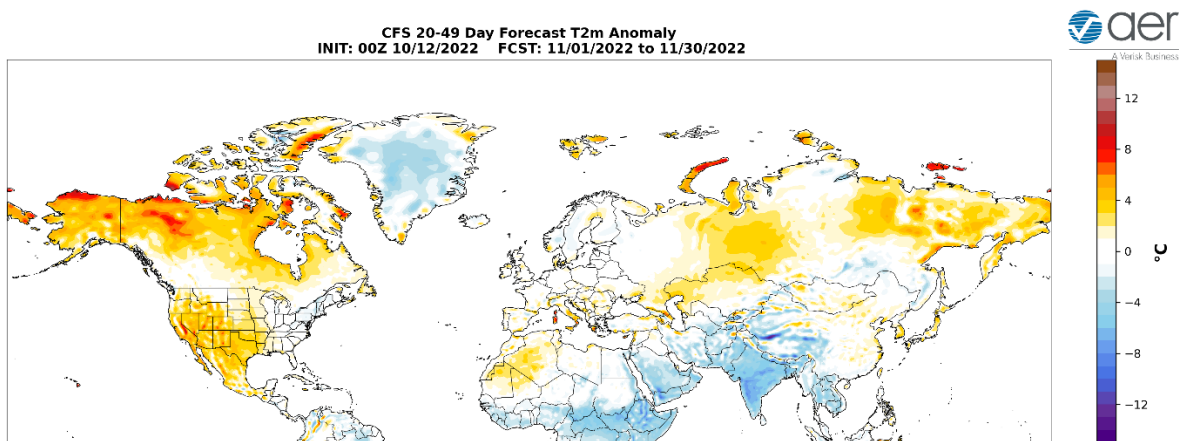 CFS 20-49 Day Forecast T2m Anomaly
INIT: 00Z 10/12/2022 FCST: 11/01/2022 to 11/30/2022
aer
A Verisk Business
12
8
4
0
−4
−8
−12
°C